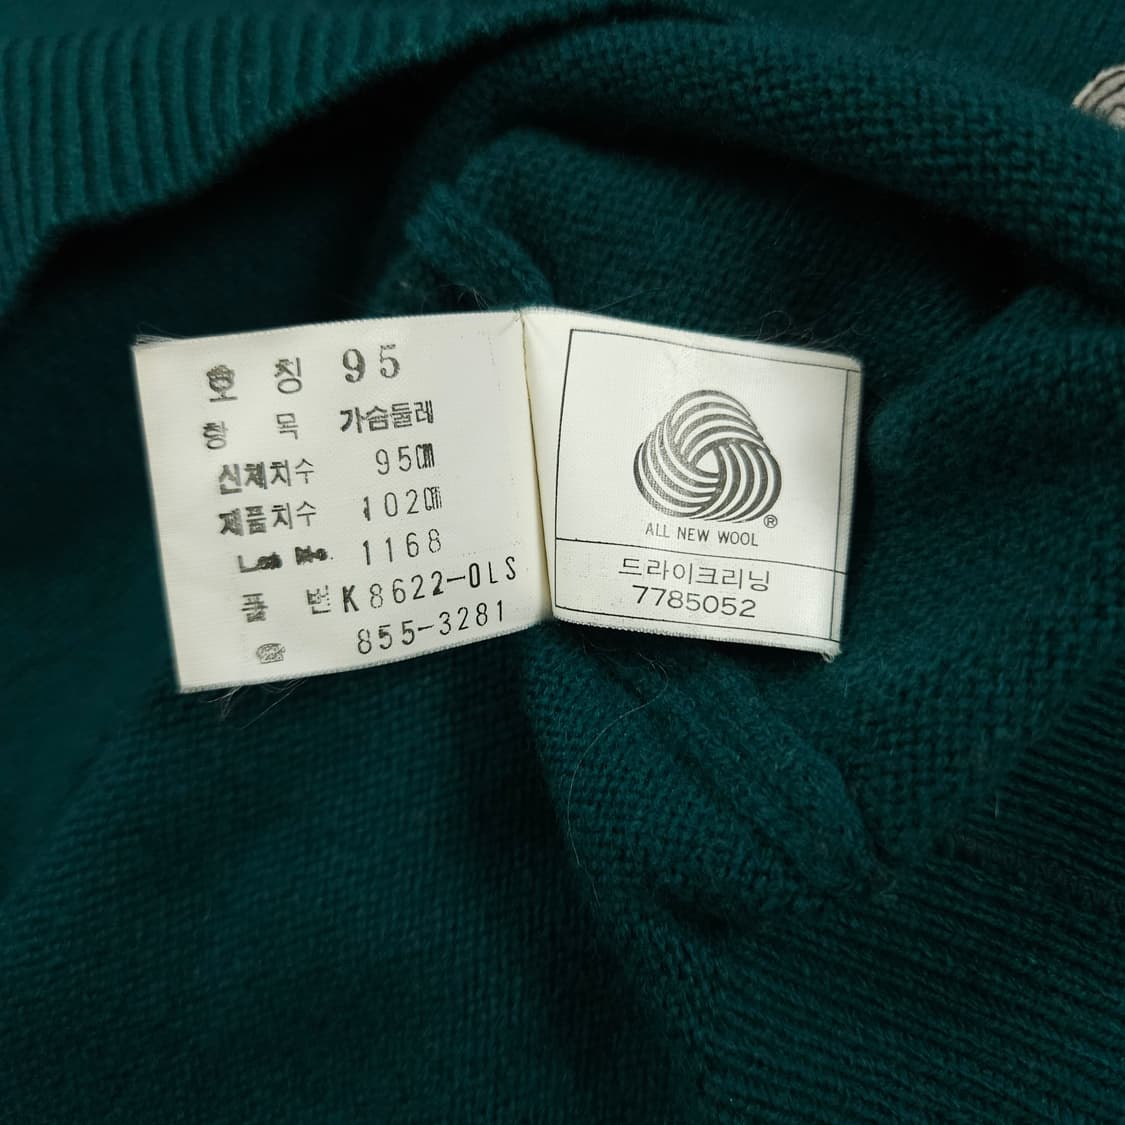 호 칭 95
항 목 가슴둘레
신체치수 95㎝
제품치수 102㎝
Lot No. 1168
품 번 K8622-OLS
☎ 855-3281
ALL NEW WOOL
®
드라이크리닝
7785052